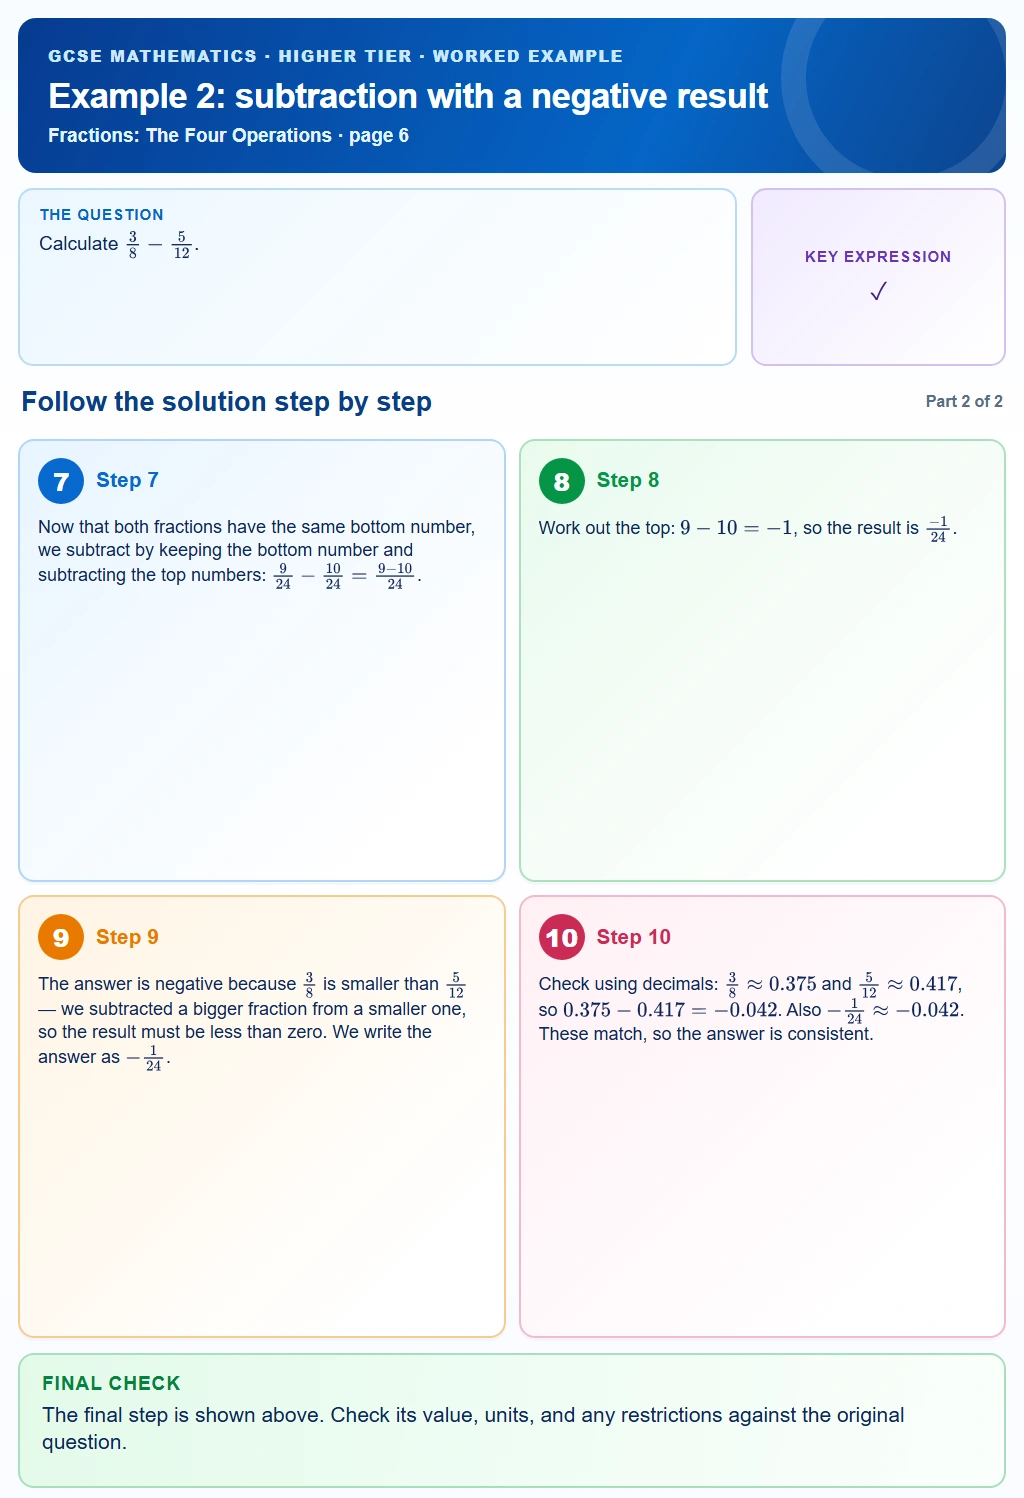 GCSE MATHEMATICS · HIGHER TIER · WORKED EXAMPLE
Example 2: subtraction with a negative result
Fractions: The Four Operations · page 6
THE QUESTION
Calculate 3/8 − 5/12.
KEY EXPRESSION
✓
Follow the solution step by step
Part 2 of 2
7 Step 7
Now that both fractions have the same bottom number,
we subtract by keeping the bottom number and
subtracting the top numbers: 9/24 − 10/24 = 9−10/24.
8 Step 8
Work out the top: 9 − 10 = −1, so the result is −1/24.
9 Step 9
The answer is negative because 3/8 is smaller than 5/12
— we subtracted a bigger fraction from a smaller one,
so the result must be less than zero. We write the
answer as −1/24.
10 Step 10
Check using decimals: 3/8 ≈ 0.375 and 5/12 ≈ 0.417,
so 0.375 − 0.417 = −0.042. Also −1/24 ≈ −0.042.
These match, so the answer is consistent.
FINAL CHECK
The final step is shown above. Check its value, units, and any restrictions against the original
question.